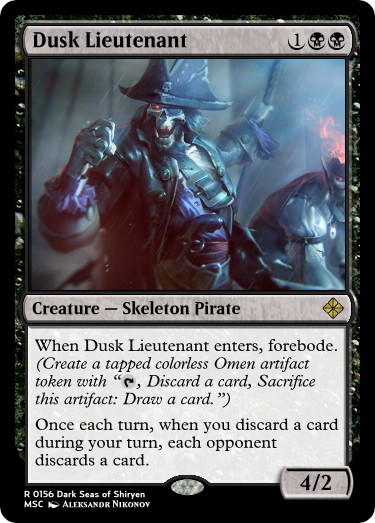 Dusk Lieutenant 1
Creature — Skeleton Pirate
When Dusk Lieutenant enters, forebode.
(Create a tapped colorless Omen artifact
token with “, Discard a card, Sacrifice
this artifact: Draw a card.”)
Once each turn, when you discard a card
during your turn, each opponent
discards a card.
4/2
R 0156 Dark Seas of Shiryen
MSC Aleksandr Nikonov